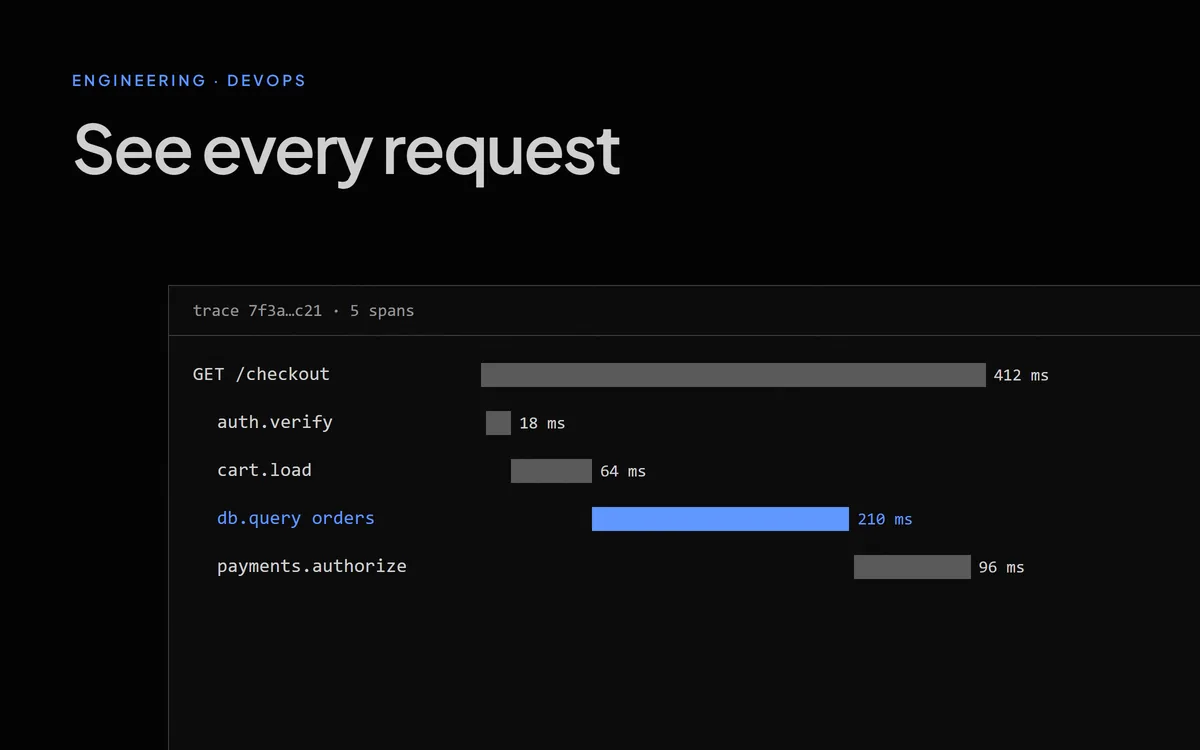 ENGINEERING · DEVOPS
See every request
trace 7f3a…c21 · 5 spans
GET /checkout 412 ms
auth.verify 18 ms
cart.load 64 ms
db.query orders 210 ms
payments.authorize 96 ms